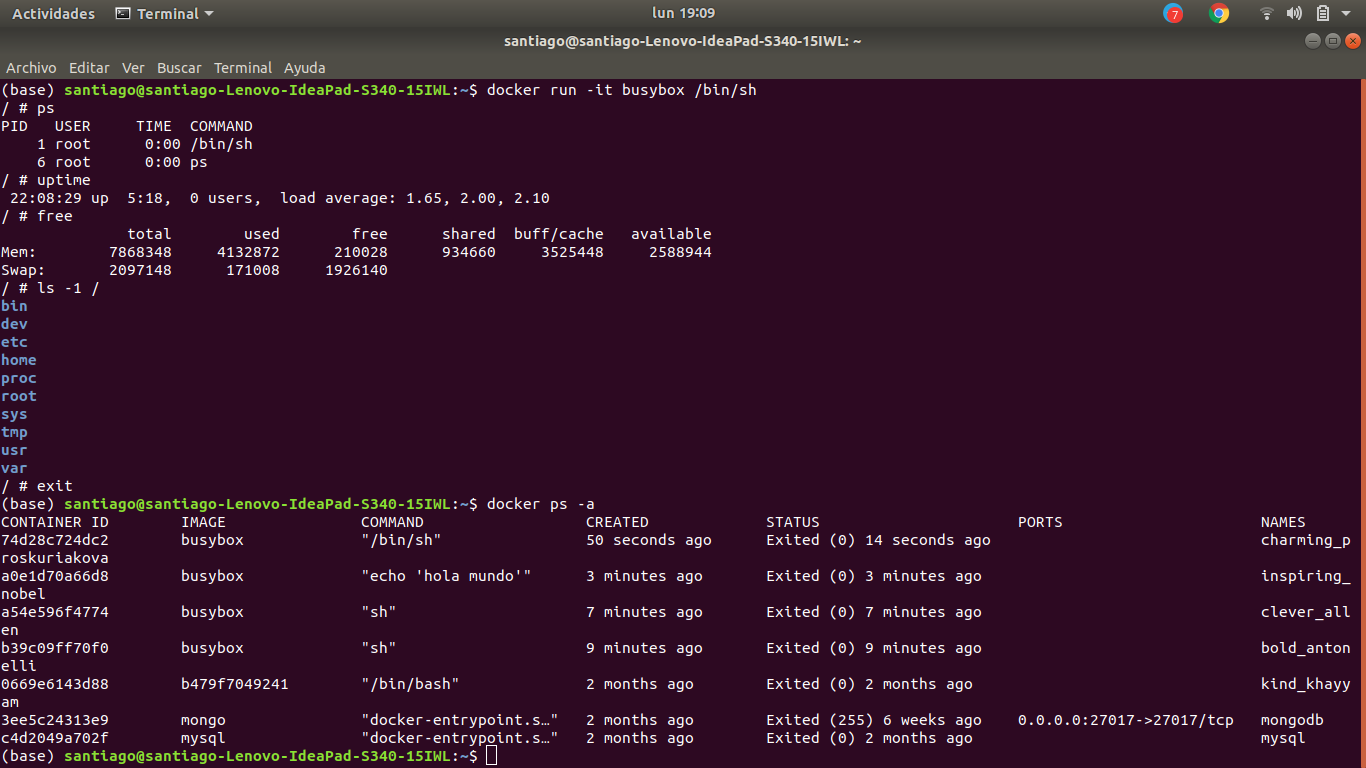 Actividades Terminal lun 19:09 7
santiago@santiago-Lenovo-IdeaPad-S340-15IWL: ~
Archivo Editar Ver Buscar Terminal Ayuda
(base) santiago@santiago-Lenovo-IdeaPad-S340-15IWL:~$ docker run -it busybox /bin/sh
/ # ps
PID   USER     TIME  COMMAND
    1 root      0:00 /bin/sh
    6 root      0:00 ps
/ # uptime
 22:08:29 up  5:18,  0 users,  load average: 1.65, 2.00, 2.10
/ # free
              total        used        free      shared  buff/cache   available
Mem:        7868348     4132872      210028      934660     3525448     2588944
Swap:       2097148      171008     1926140
/ # ls -1 /
bin
dev
etc
home
proc
root
sys
tmp
usr
var
/ # exit
(base) santiago@santiago-Lenovo-IdeaPad-S340-15IWL:~$ docker ps -a
CONTAINER ID        IMAGE               COMMAND                  CREATED             STATUS                      PORTS                      NAMES
74d28c724dc2        busybox             "/bin/sh"                50 seconds ago      Exited (0) 14 seconds ago                              charming_p
roskuriakova
a0e1d70a66d8        busybox             "echo 'hola mundo'"      3 minutes ago       Exited (0) 3 minutes ago                               inspiring_
nobel
a54e596f4774        busybox             "sh"                     7 minutes ago       Exited (0) 7 minutes ago                               clever_all
en
b39c09ff70f0        busybox             "sh"                     9 minutes ago       Exited (0) 9 minutes ago                               bold_anton
elli
0669e6143d88        b479f7049241        "/bin/bash"              2 months ago        Exited (0) 2 months ago                                kind_khayy
am
3ee5c24313e9        mongo               "docker-entrypoint.s…"   2 months ago        Exited (255) 6 weeks ago    0.0.0.0:27017->27017/tcp   mongodb
c4d2049a702f        mysql               "docker-entrypoint.s…"   2 months ago        Exited (0) 2 months ago                                mysql
(base) santiago@santiago-Lenovo-IdeaPad-S340-15IWL:~$